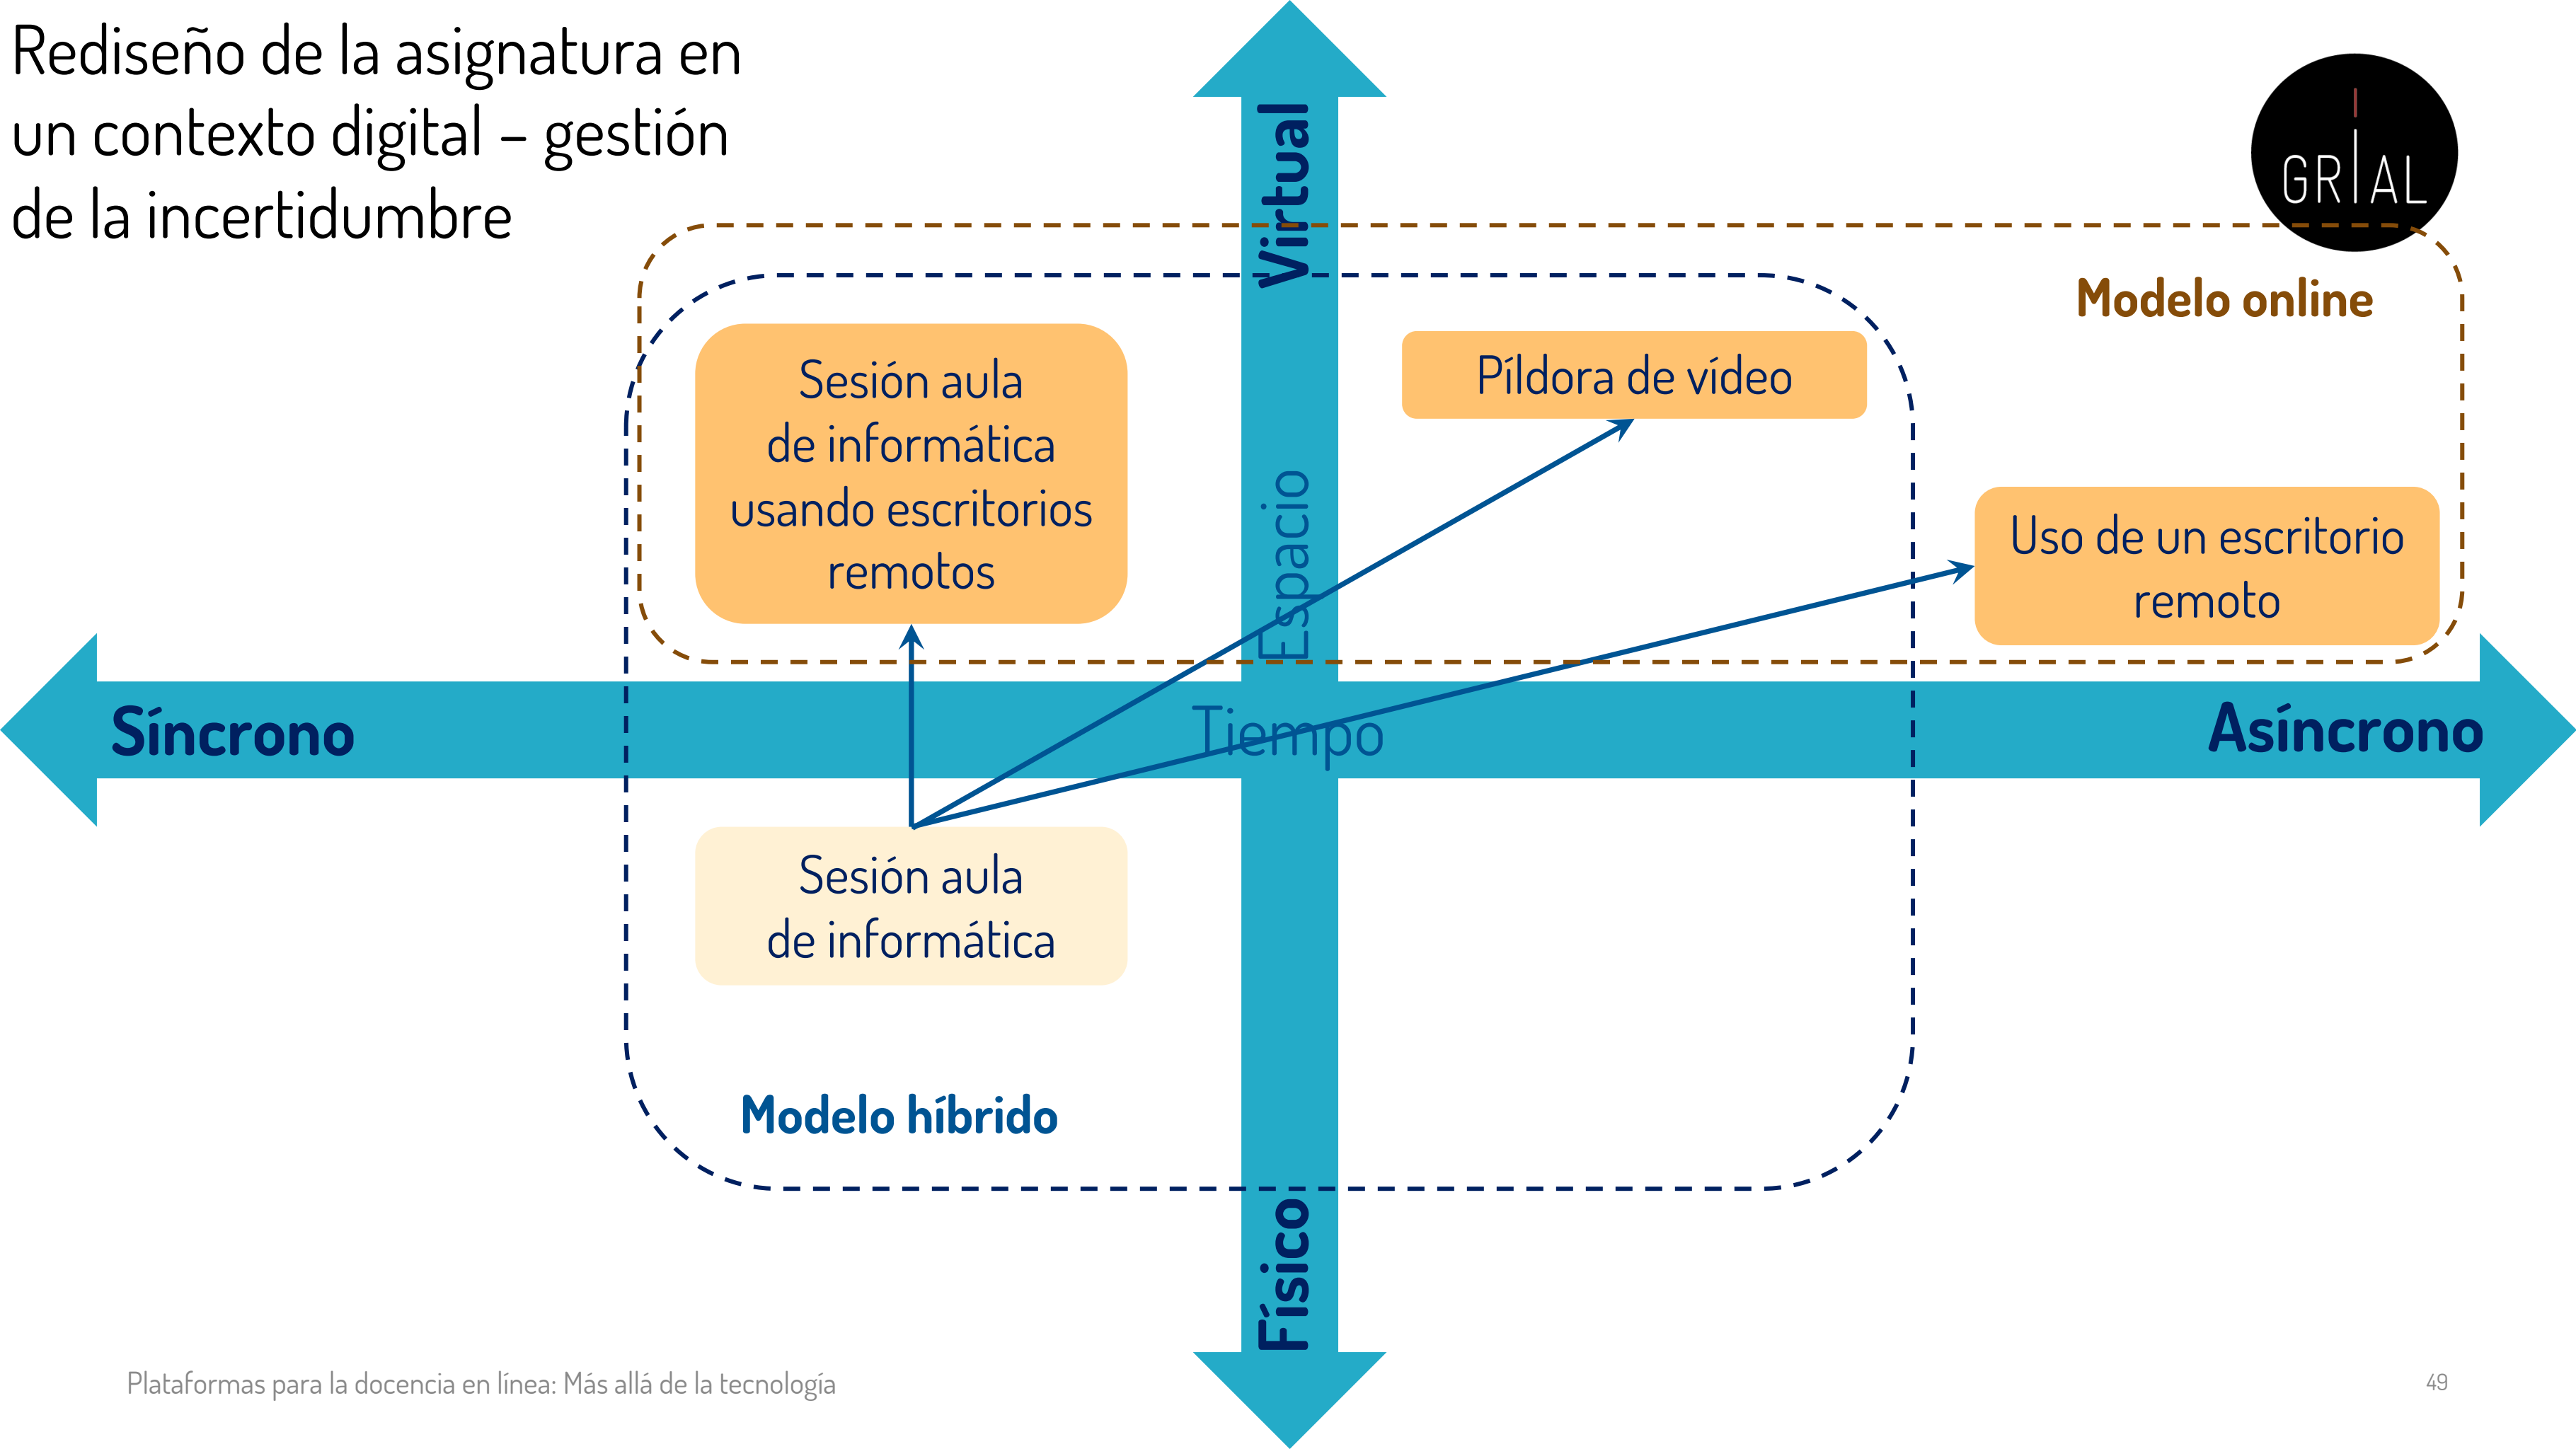 Rediseño de la asignatura en
un contexto digital – gestión
de la incertidumbre
GRIAL
Virtual
Modelo online
Sesión aula
de informática
usando escritorios
remotos
Píldora de vídeo
Espacio
Uso de un escritorio
remoto
Síncrono
Tiempo
Asíncrono
Sesión aula
de informática
Modelo híbrido
Físico
Plataformas para la docencia en línea: Más allá de la tecnología
49